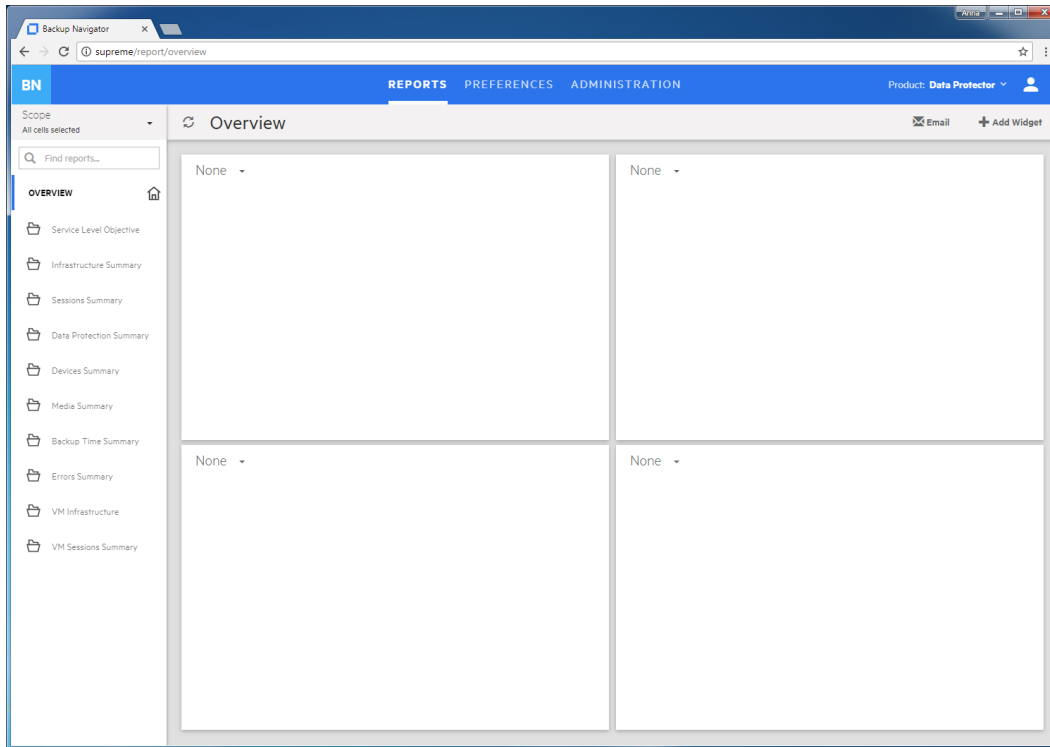 Anna
Backup Navigator
supreme/report/overview
BN
REPORTS PREFERENCES ADMINISTRATION
Product: Data Protector
Scope
All cells selected
Overview
Email
Add Widget
Find reports...
OVERVIEW
Service Level Objective
Infrastructure Summary
Sessions Summary
Data Protection Summary
Devices Summary
Media Summary
Backup Time Summary
Errors Summary
VM Infrastructure
VM Sessions Summary
None
None
None
None